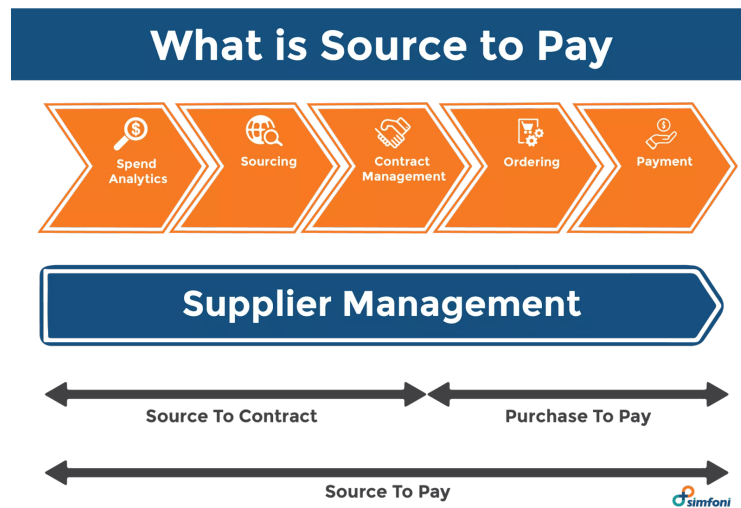 What is Source to Pay
Spend
Analytics
Sourcing
Contract
Management
Ordering
Payment
Supplier Management
Source To Contract
Purchase To Pay
Source To Pay
simfoni